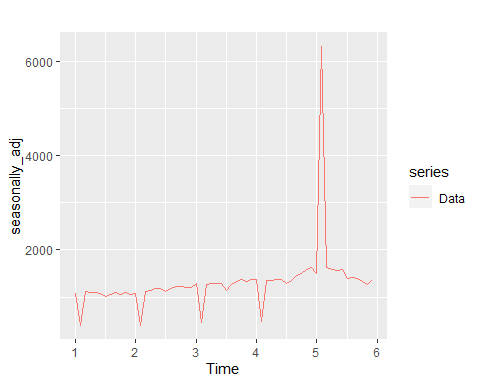 seasonally_adj
6000
4000
2000
1 2 3 4 5 6
Time
series
Data